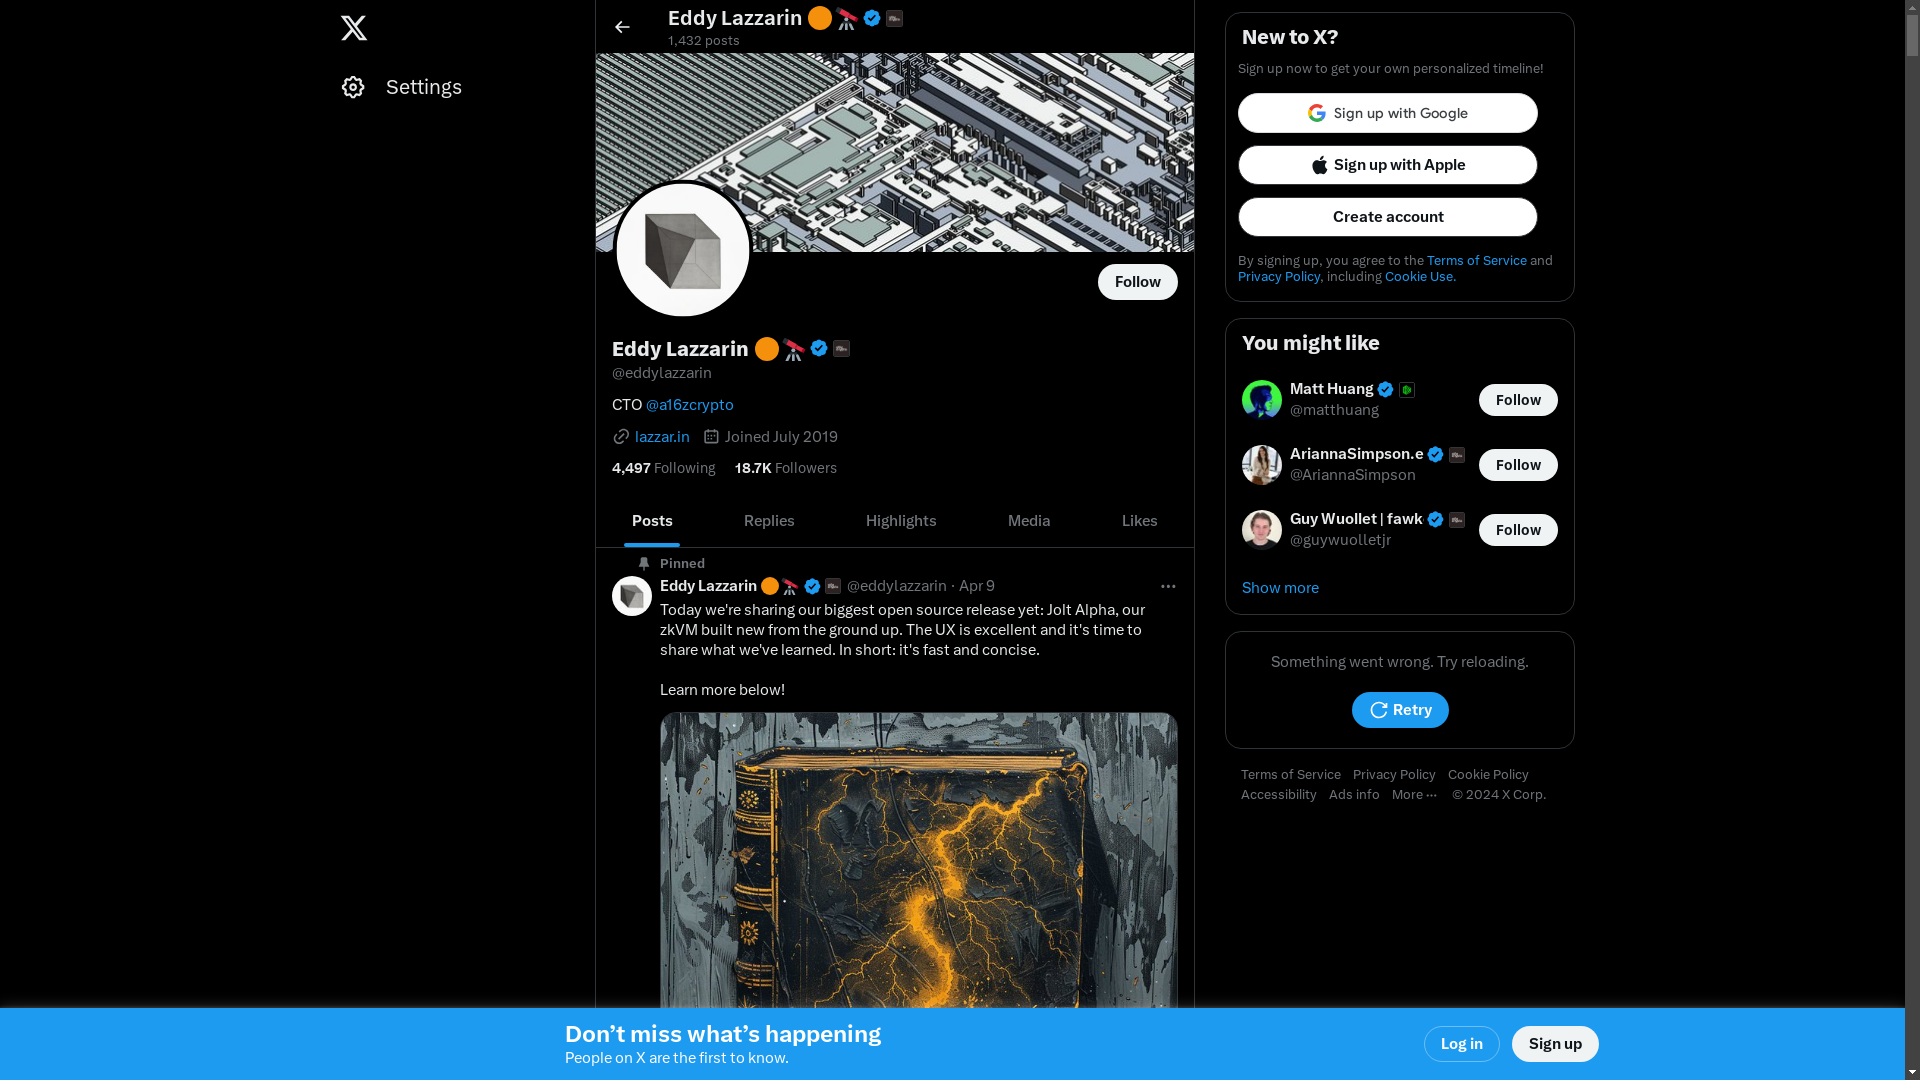 Settings
Eddy Lazzarin
1,432 posts
Follow
Eddy Lazzarin
@eddylazzarin
CTO @a16zcrypto
lazzar.in Joined July 2019
4,497 Following 18.7K Followers
Posts Replies Highlights Media Likes
Pinned
Eddy Lazzarin @eddylazzarin · Apr 9
Today we're sharing our biggest open source release yet: Jolt Alpha, our
zkVM built new from the ground up. The UX is excellent and it's time to
share what we've learned. In short: it's fast and concise.
Learn more below!
New to X?
Sign up now to get your own personalized timeline!
Sign up with Google
Sign up with Apple
Create account
By signing up, you agree to the Terms of Service and
Privacy Policy, including Cookie Use.
You might like
Matt Huang
@matthuang
Follow
AriannaSimpson.e
@AriannaSimpson
Follow
Guy Wuollet | fawk
@guywuolletjr
Follow
Show more
Something went wrong. Try reloading.
Retry
Terms of Service Privacy Policy Cookie Policy
Accessibility Ads info More ··· © 2024 X Corp.
Don’t miss what’s happening
People on X are the first to know.
Log in Sign up